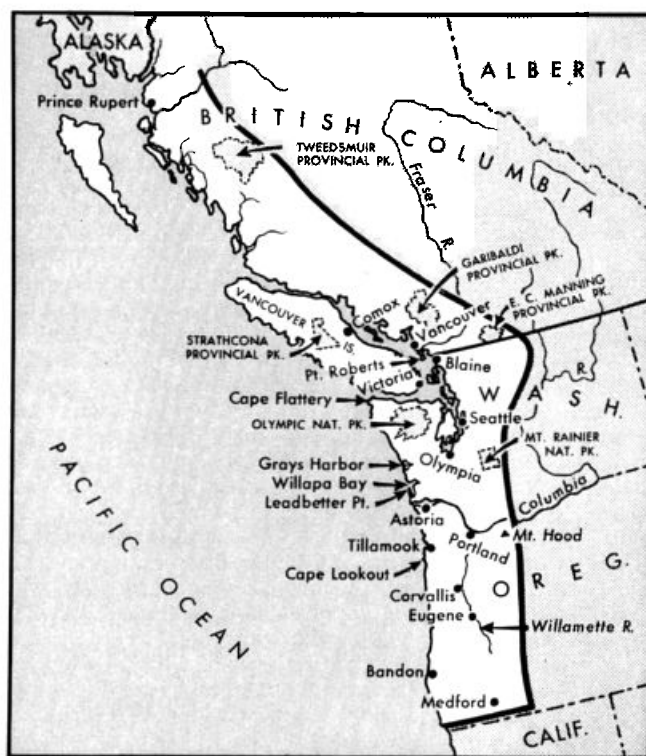 ALASKA
ALBERTA
Prince Rupert
BRITISH
COLUMBIA
TWEEDSMUIR
PROVINCIAL PK.
Fraser R.
GARIBALDI
PROVINCIAL PK.
E. C. MANNING
PROVINCIAL PK.
VANCOUVER IS.
Comox
Vancouver
STRATHCONA
PROVINCIAL PK.
Pt. Roberts
Blaine
Victoria
Cape Flattery
WASH.
R.
OLYMPIC NAT. PK.
Seattle
MT. RAINIER
NAT. PK.
Grays Harbor
Olympia
Willapa Bay
Leadbetter Pt.
Columbia
Astoria
PACIFIC OCEAN
Tillamook
Portland
Mt. Hood
Cape Lookout
OREG.
Corvallis
Eugene
Willamette R.
Bandon
Medford
CALIF.